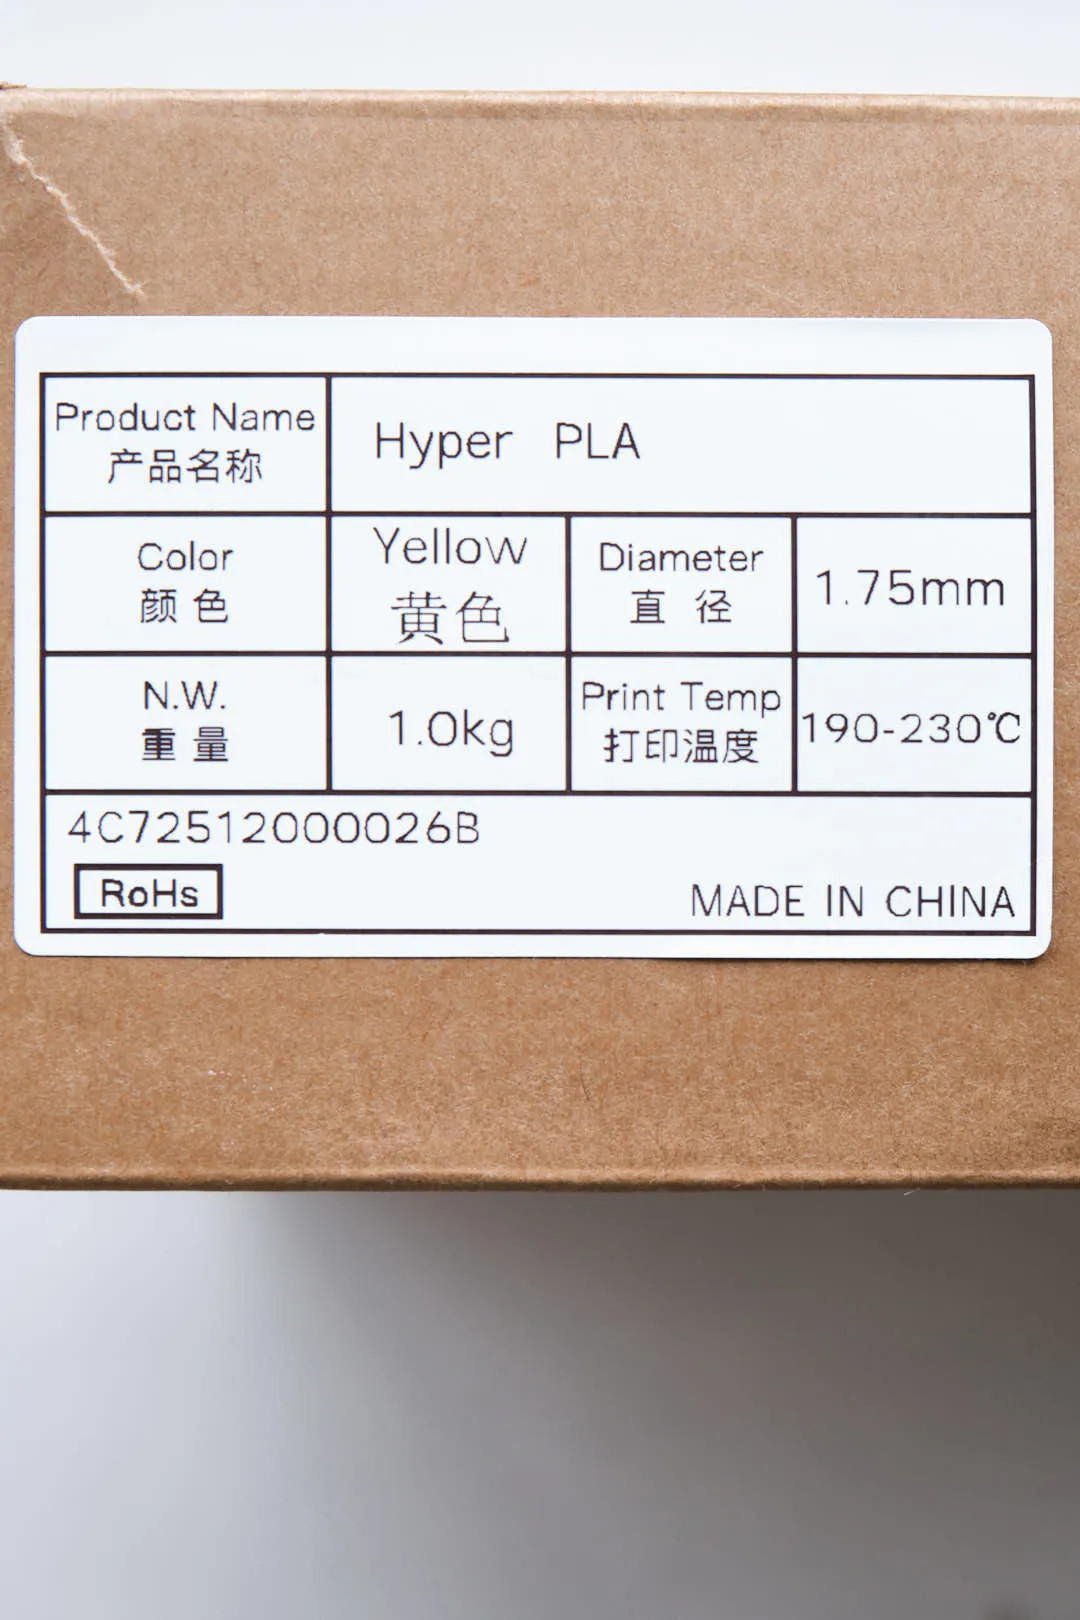 Product Name
产品名称
Hyper PLA
Color
颜色
Yellow
黄色
Diameter
直径
1.75mm
N.W.
重量
1.0kg
Print Temp
打印温度
190-230℃
4C72512000026B
RoHs
MADE IN CHINA